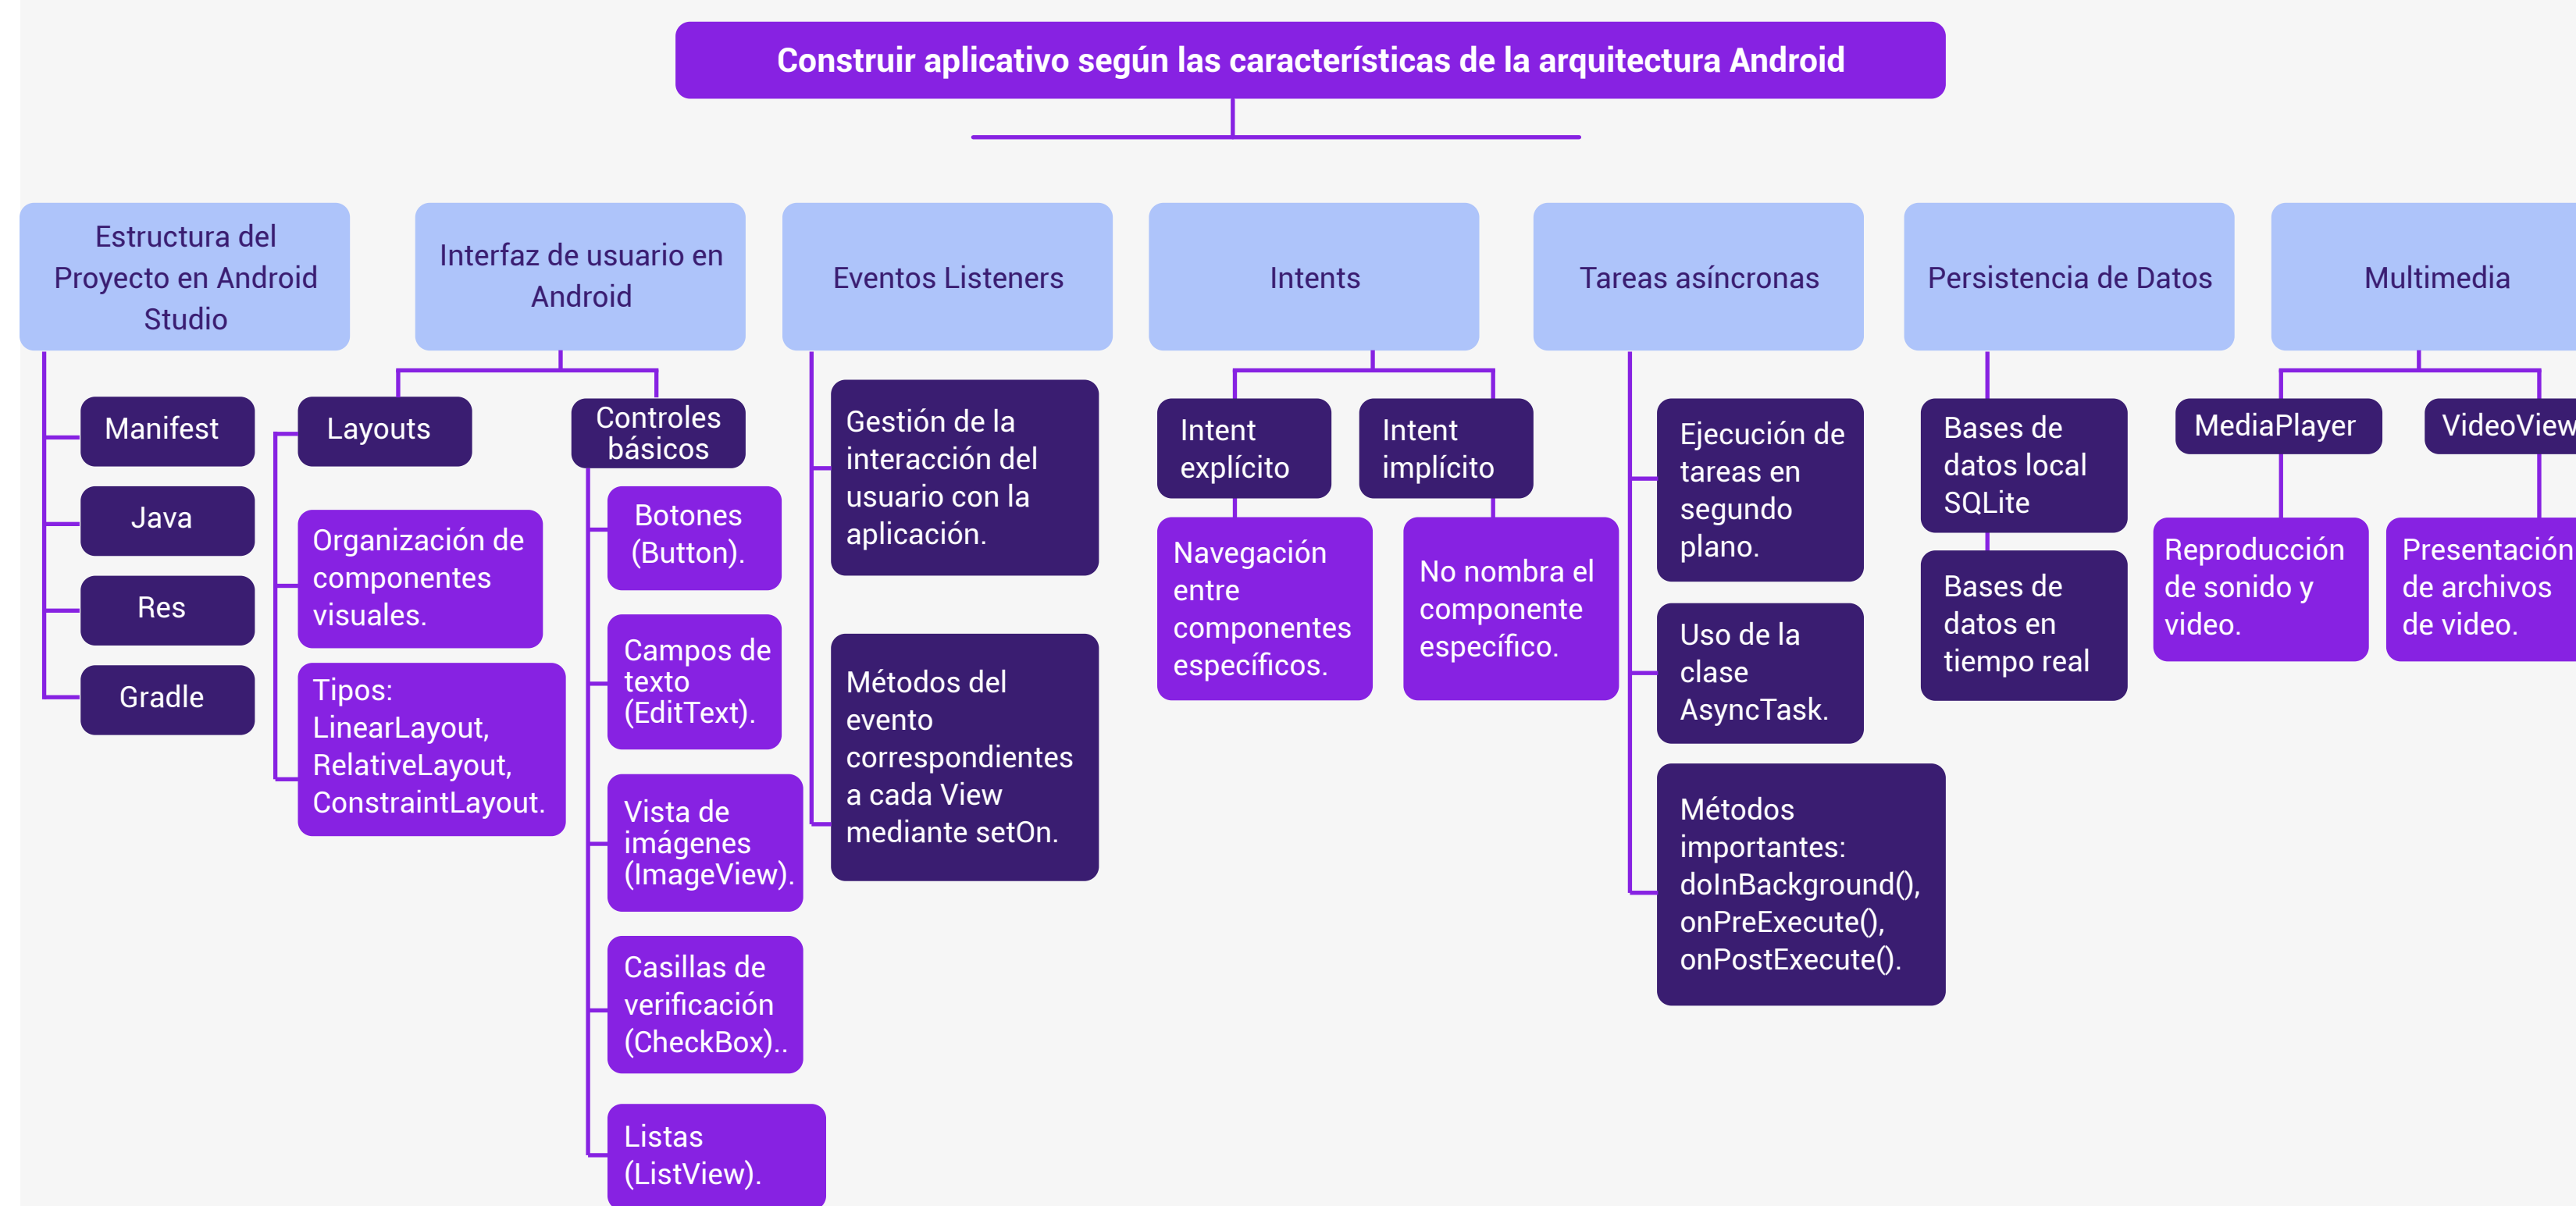 Construir aplicativo según las características de la arquitectura Android
Estructura del
Proyecto en Android
Studio
Manifest
Java
Res
Gradle
Interfaz de usuario en
Android
Layouts
Organización de
componentes
visuales.
Tipos:
LinearLayout,
RelativeLayout,
ConstraintLayout.
Controles
básicos
Botones
(Button).
Campos de
texto
(EditText).
Vista de
imágenes
(ImageView).
Casillas de
verificación
(CheckBox)..
Listas
(ListView).
Eventos Listeners
Gestión de la
interacción del
usuario con la
aplicación.
Métodos del
evento
correspondientes
a cada View
mediante setOn.
Intents
Intent
explícito
Navegación
entre
componentes
específicos.
Intent
implícito
No nombra el
componente
específico.
Tareas asíncronas
Ejecución de
tareas en
segundo
plano.
Uso de la
clase
AsyncTask.
Métodos
importantes:
doInBackground(),
onPreExecute(),
onPostExecute().
Persistencia de Datos
Bases de
datos local
SQLite
Bases de
datos en
tiempo real
Multimedia
MediaPlayer
Reproducción
de sonido y
video.
VideoView
Presentación
de archivos
de video.